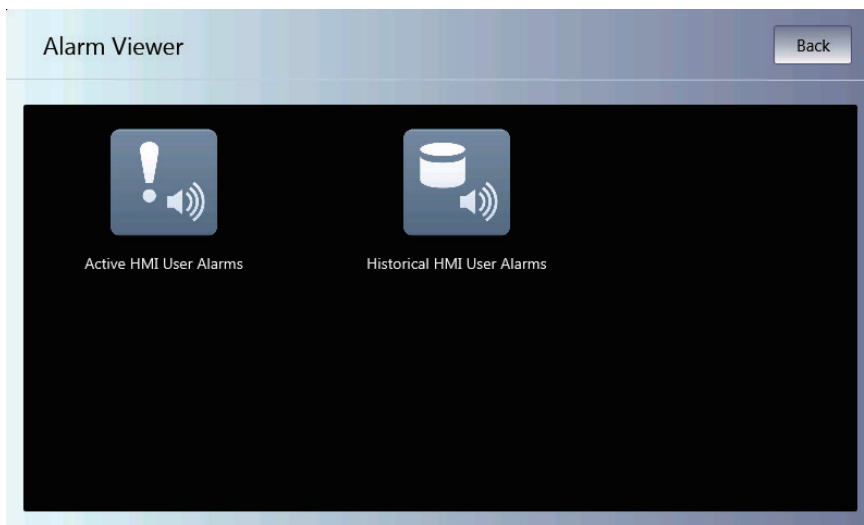 Alarm Viewer
Back
Active HMI User Alarms
Historical HMI User Alarms